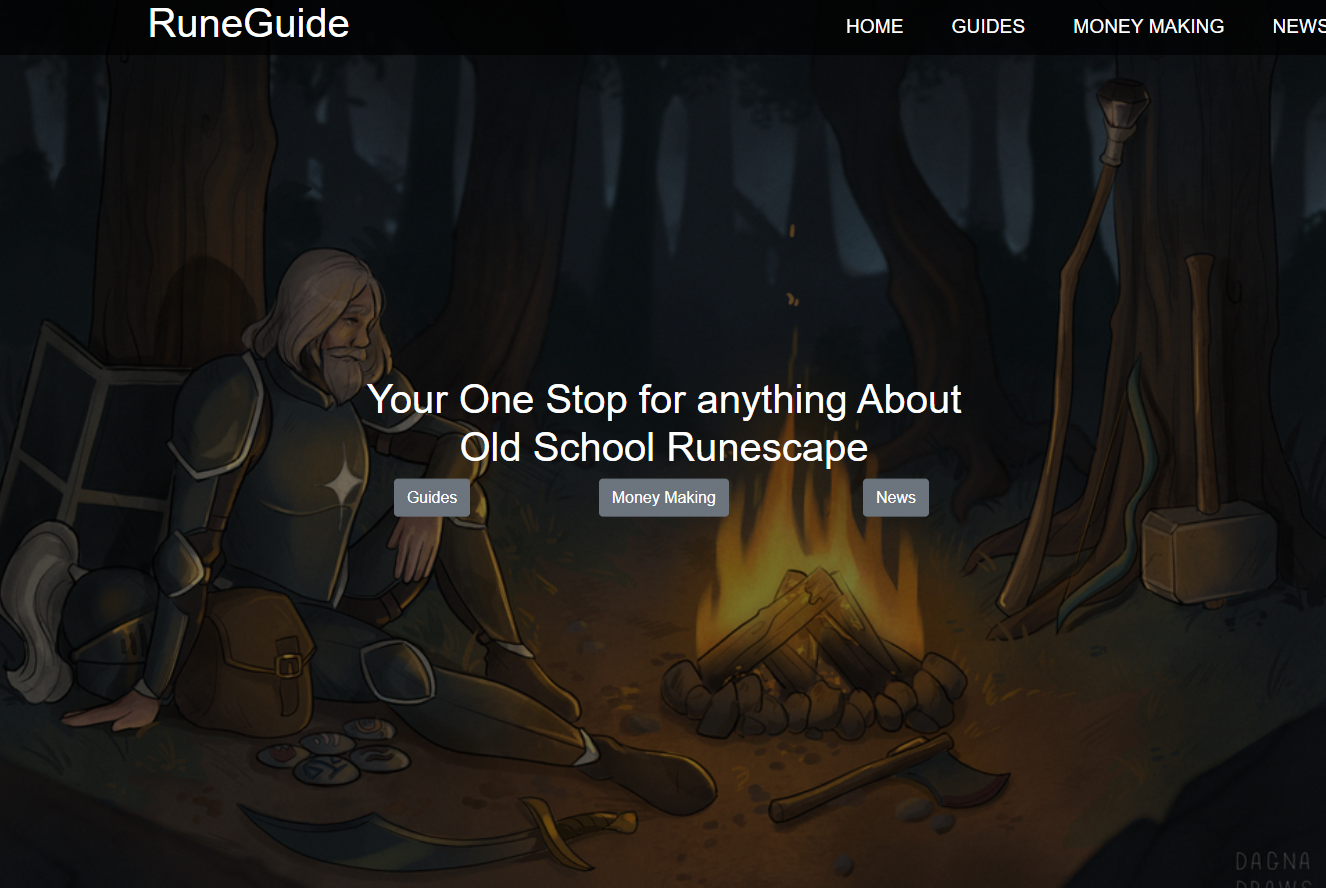 RuneGuide
HOME GUIDES MONEY MAKING NEWS
Your One Stop for anything About
Old School Runescape
Guides Money Making News
DAGNA
DRAWS